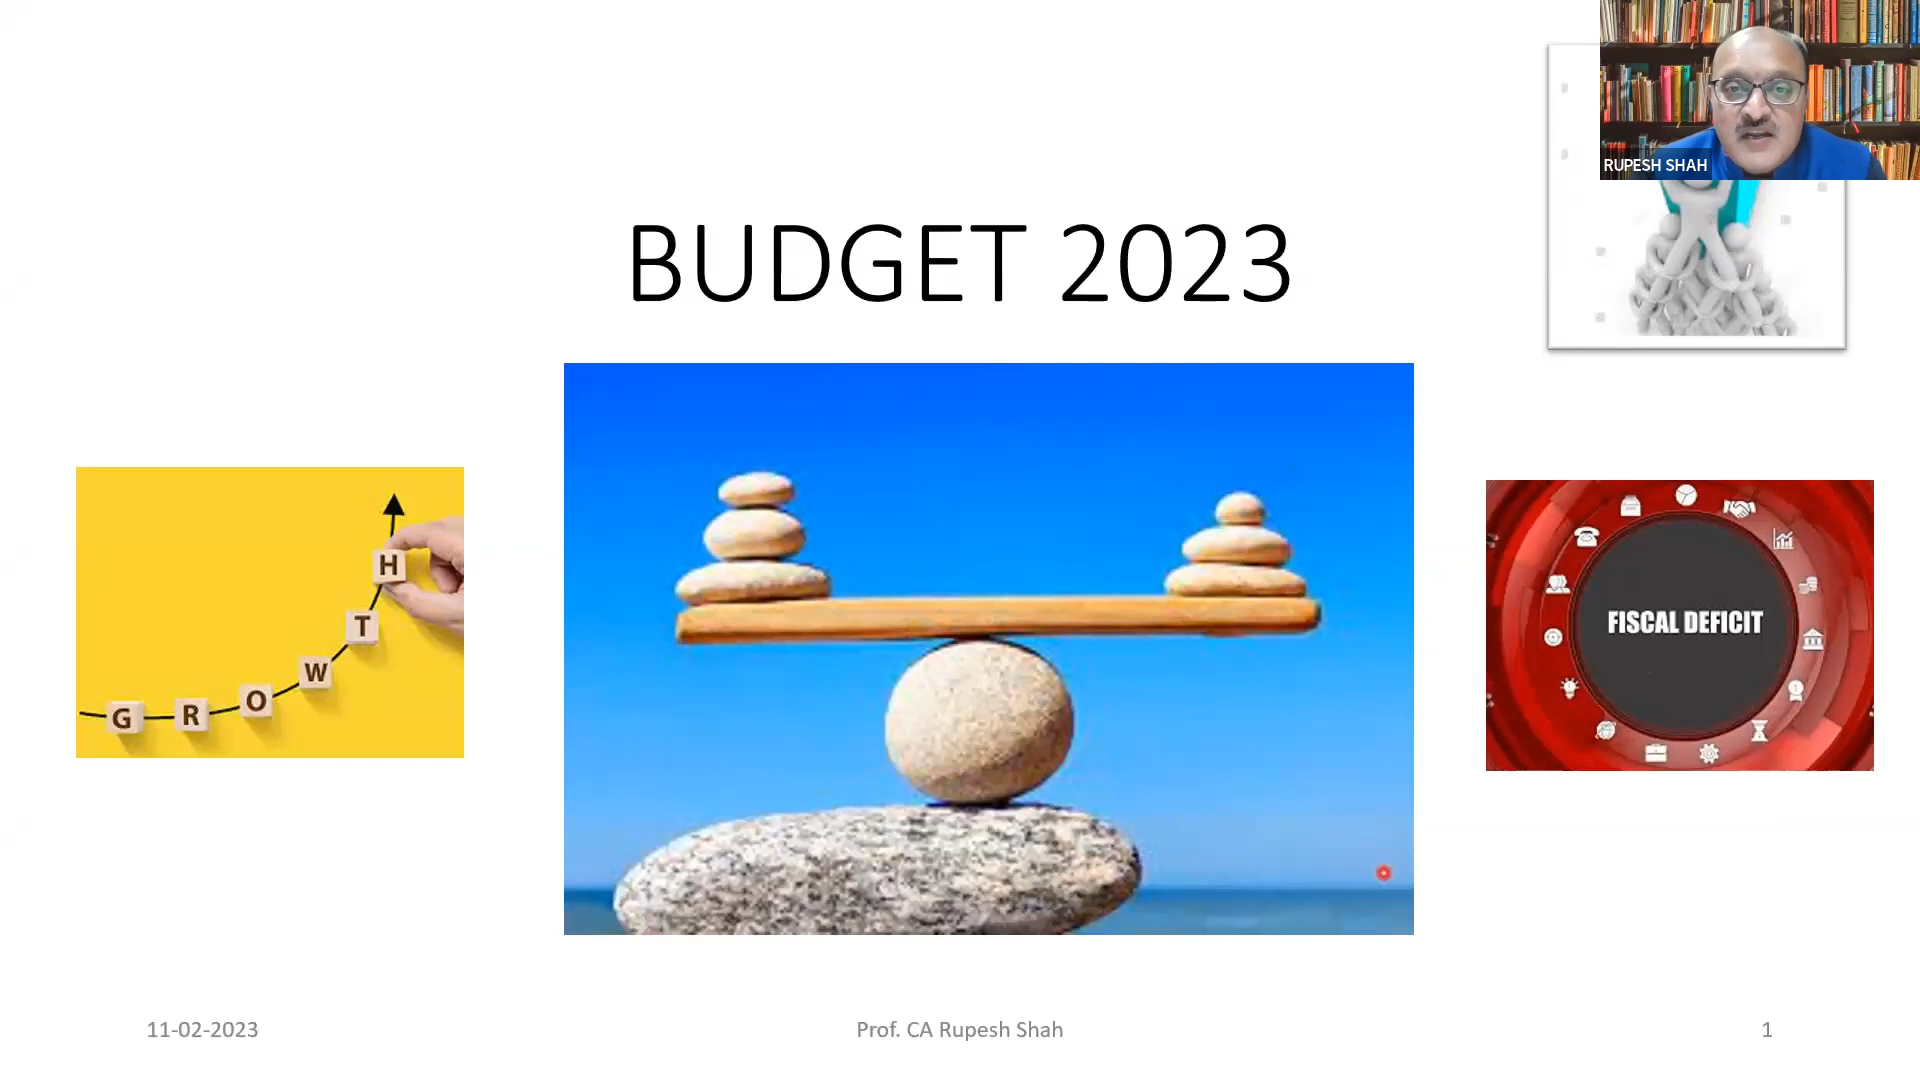 RUPESH SHAH
BUDGET 2023
G R O W T H
FISCAL DEFICIT
11-02-2023
Prof. CA Rupesh Shah
1